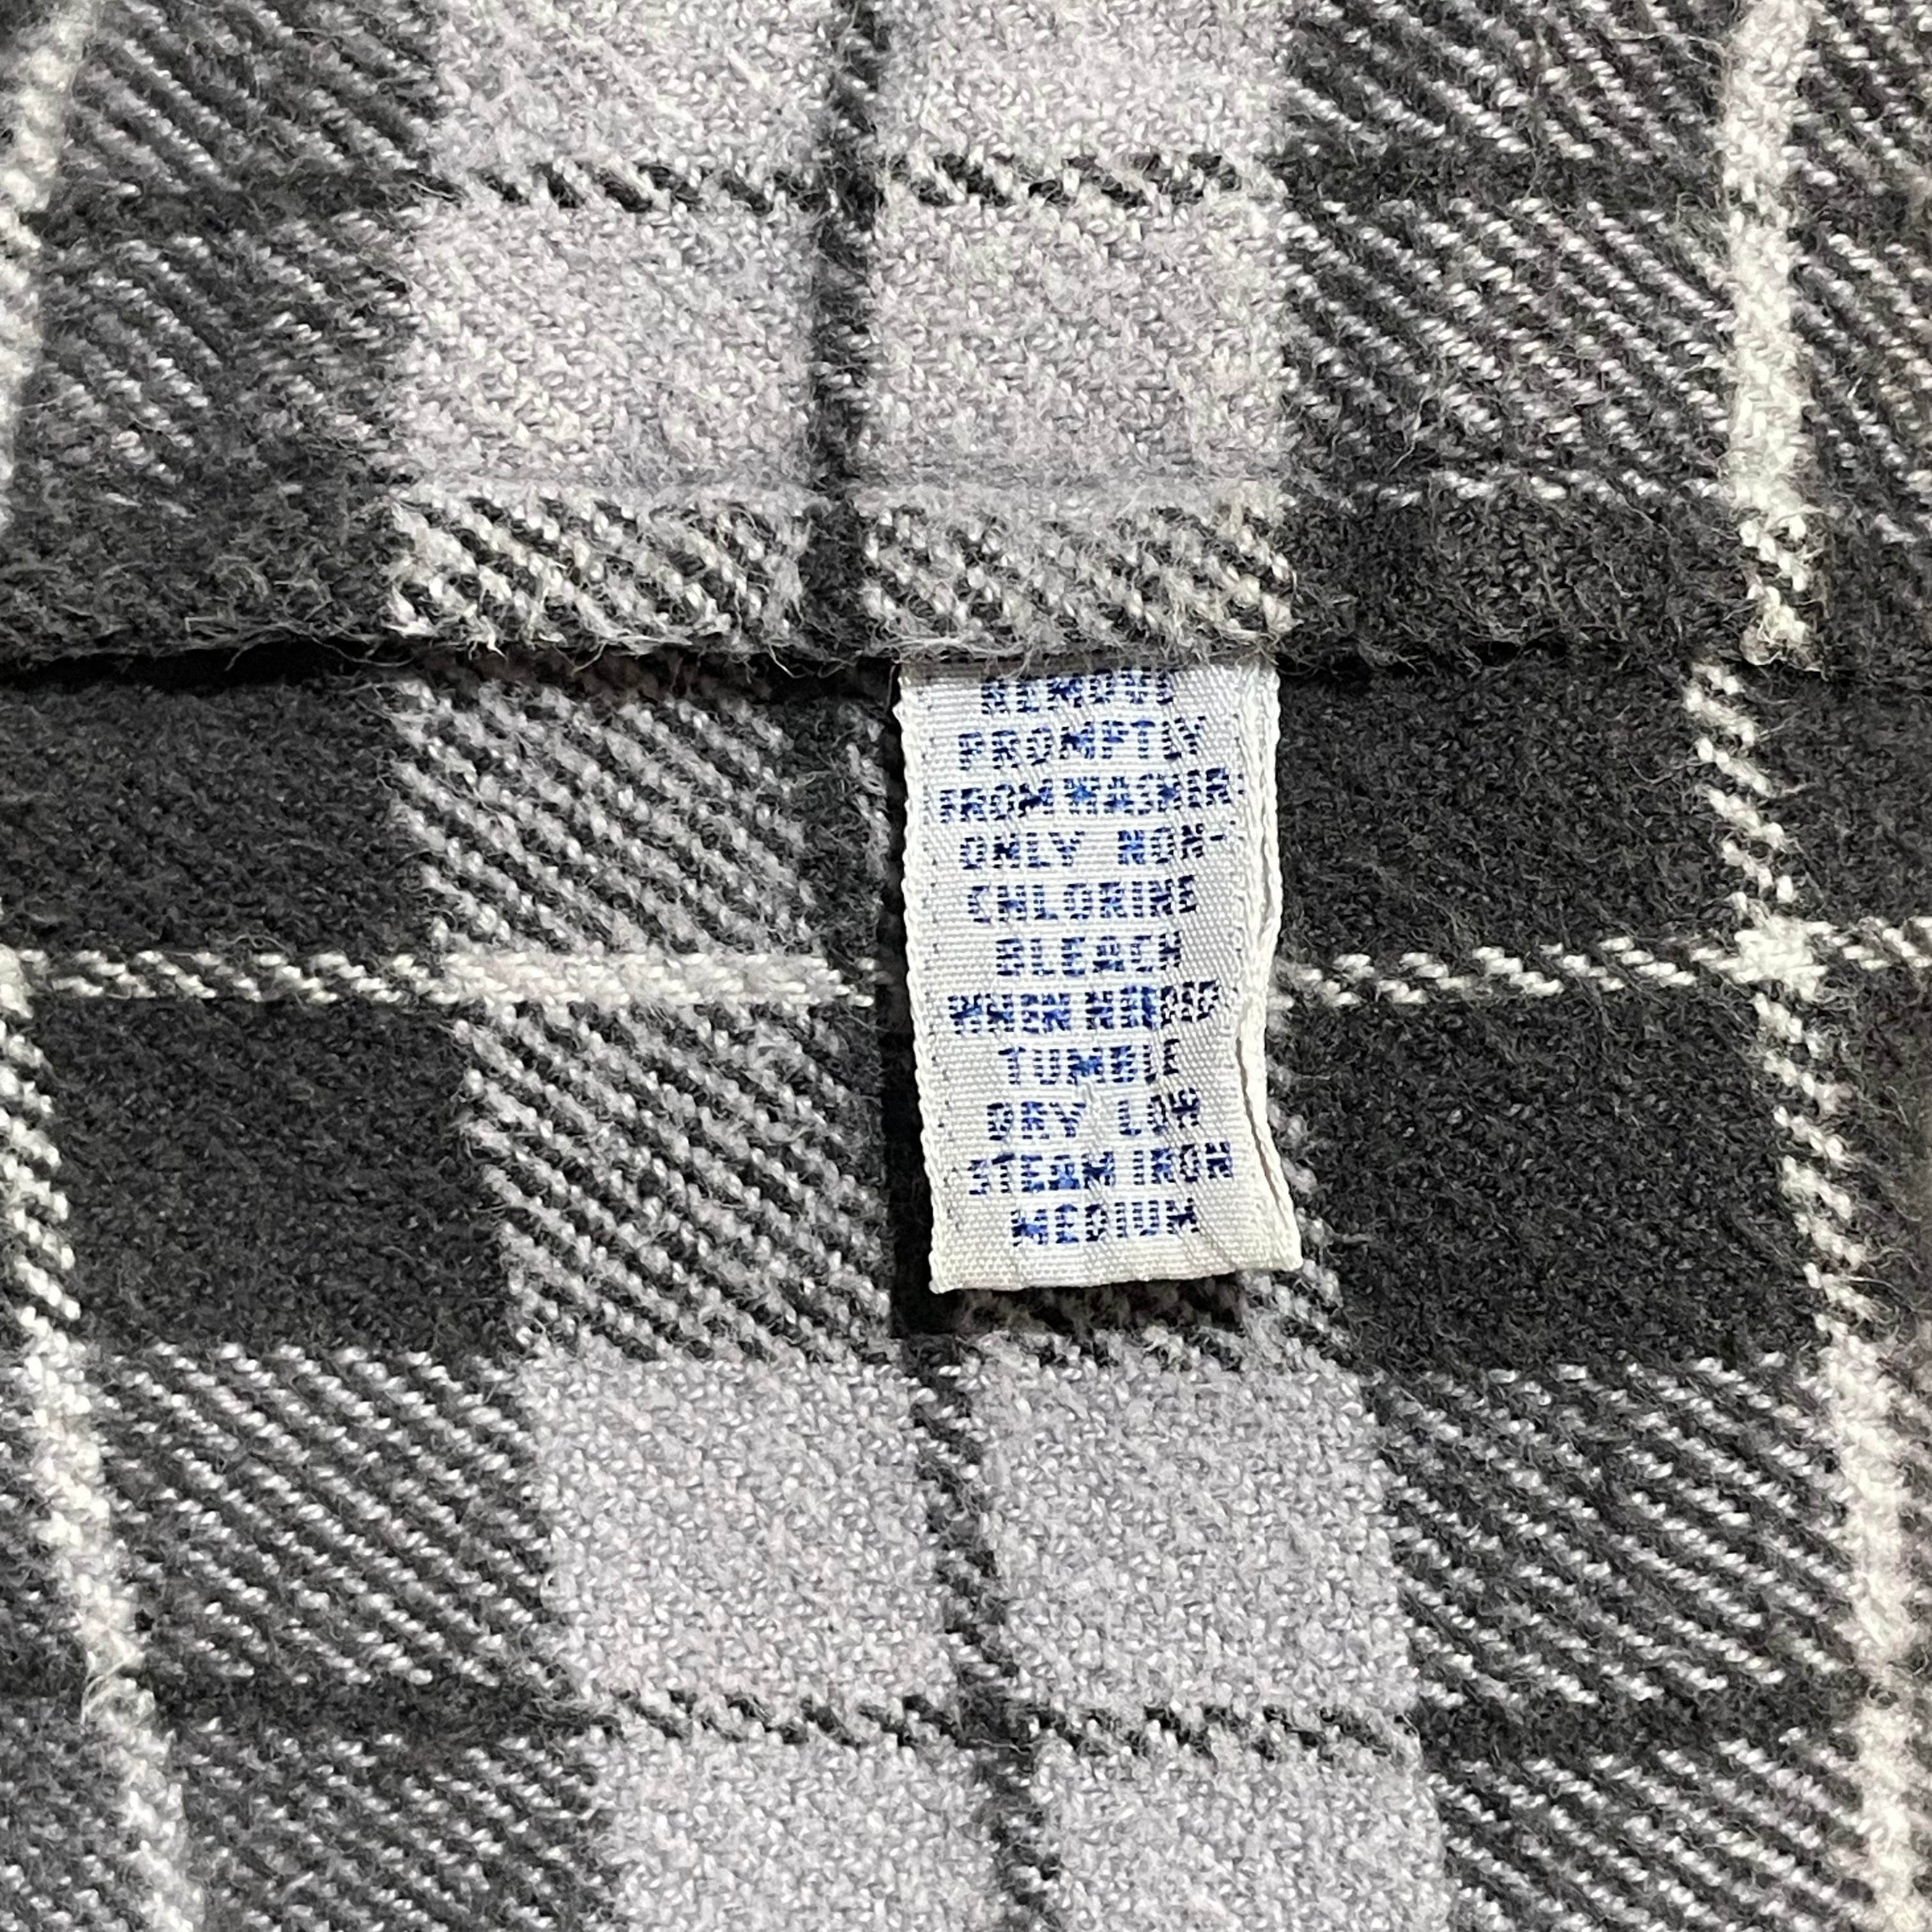 REMOVE
PROMPTLY
FROM WASHER.
ONLY NON-
CHLORINE
BLEACH
WHEN NEEDED
TUMBLE
DRY LOW
STEAM IRON
MEDIUM